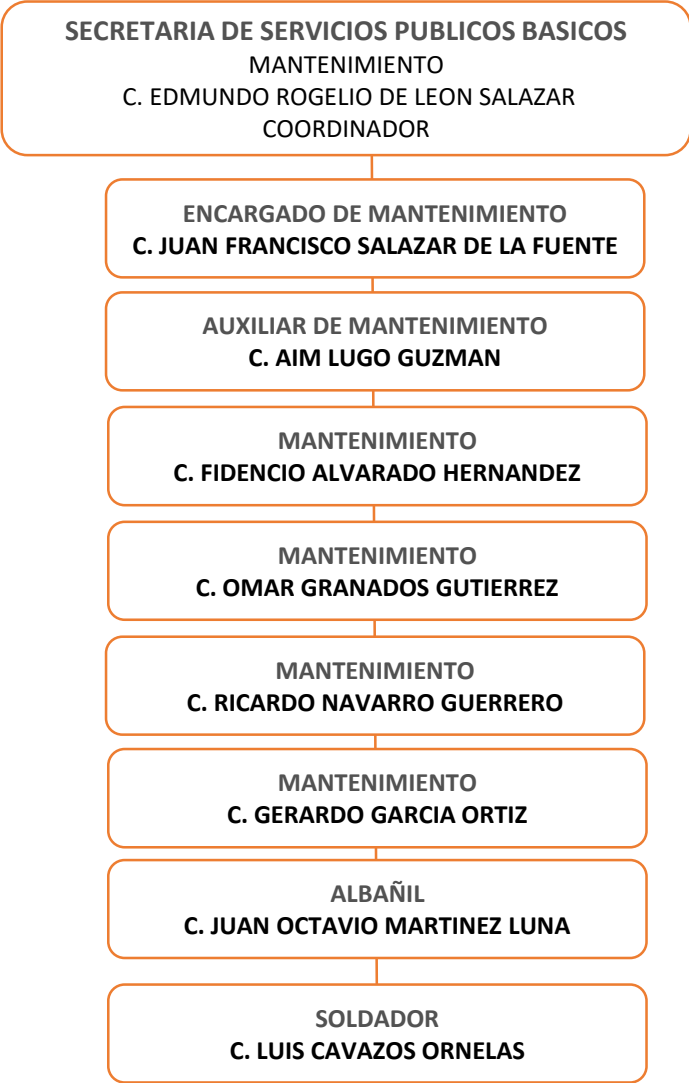 SECRETARIA DE SERVICIOS PUBLICOS BASICOS
MANTENIMIENTO
C. EDMUNDO ROGELIO DE LEON SALAZAR
COORDINADOR
ENCARGADO DE MANTENIMIENTO
C. JUAN FRANCISCO SALAZAR DE LA FUENTE
AUXILIAR DE MANTENIMIENTO
C. AIM LUGO GUZMAN
MANTENIMIENTO
C. FIDENCIO ALVARADO HERNANDEZ
MANTENIMIENTO
C. OMAR GRANADOS GUTIERREZ
MANTENIMIENTO
C. RICARDO NAVARRO GUERRERO
MANTENIMIENTO
C. GERARDO GARCIA ORTIZ
ALBAÑIL
C. JUAN OCTAVIO MARTINEZ LUNA
SOLDADOR
C. LUIS CAVAZOS ORNELAS